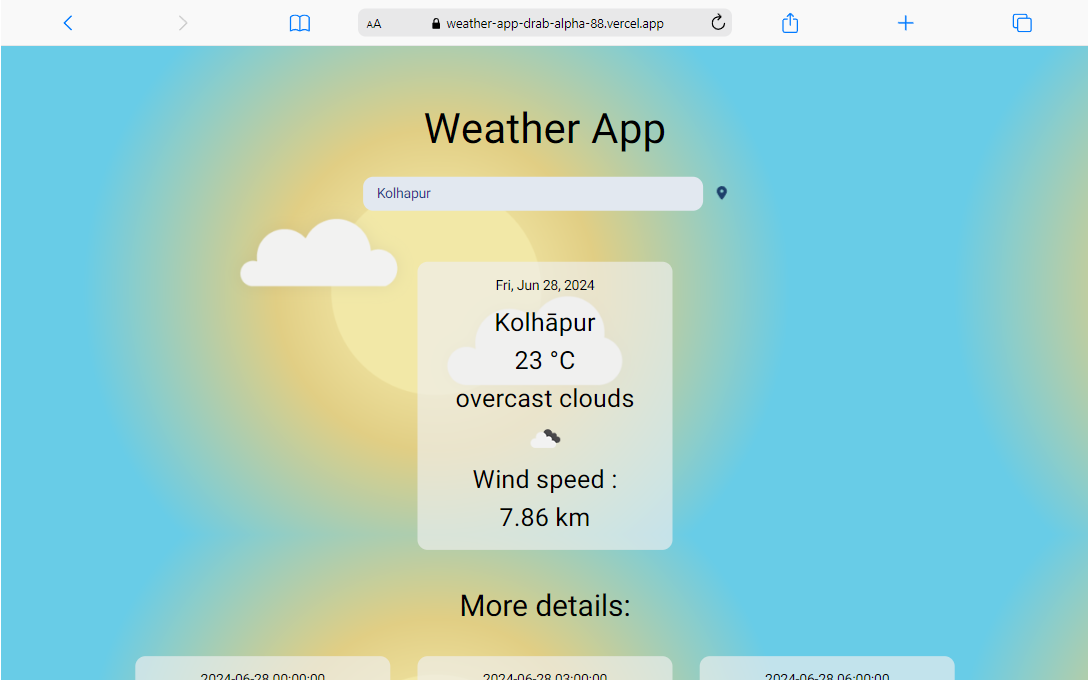 AA weather-app-drab-alpha-88.vercel.app
Weather App
Kolhapur
Fri, Jun 28, 2024
Kolhāpur
23 °C
overcast clouds
Wind speed :
7.86 km
More details:
2024-06-28 00:00:00 2024-06-28 03:00:00 2024-06-28 06:00:00